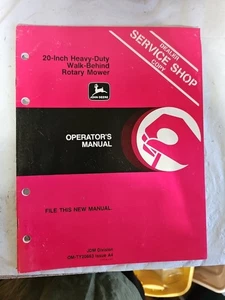 20-Inch Heavy-Duty
Walk-Behind
Rotary Mower
DEALER
SERVICE SHOP
COPY
JOHN DEERE
OPERATOR'S
MANUAL
FILE THIS NEW MANUAL